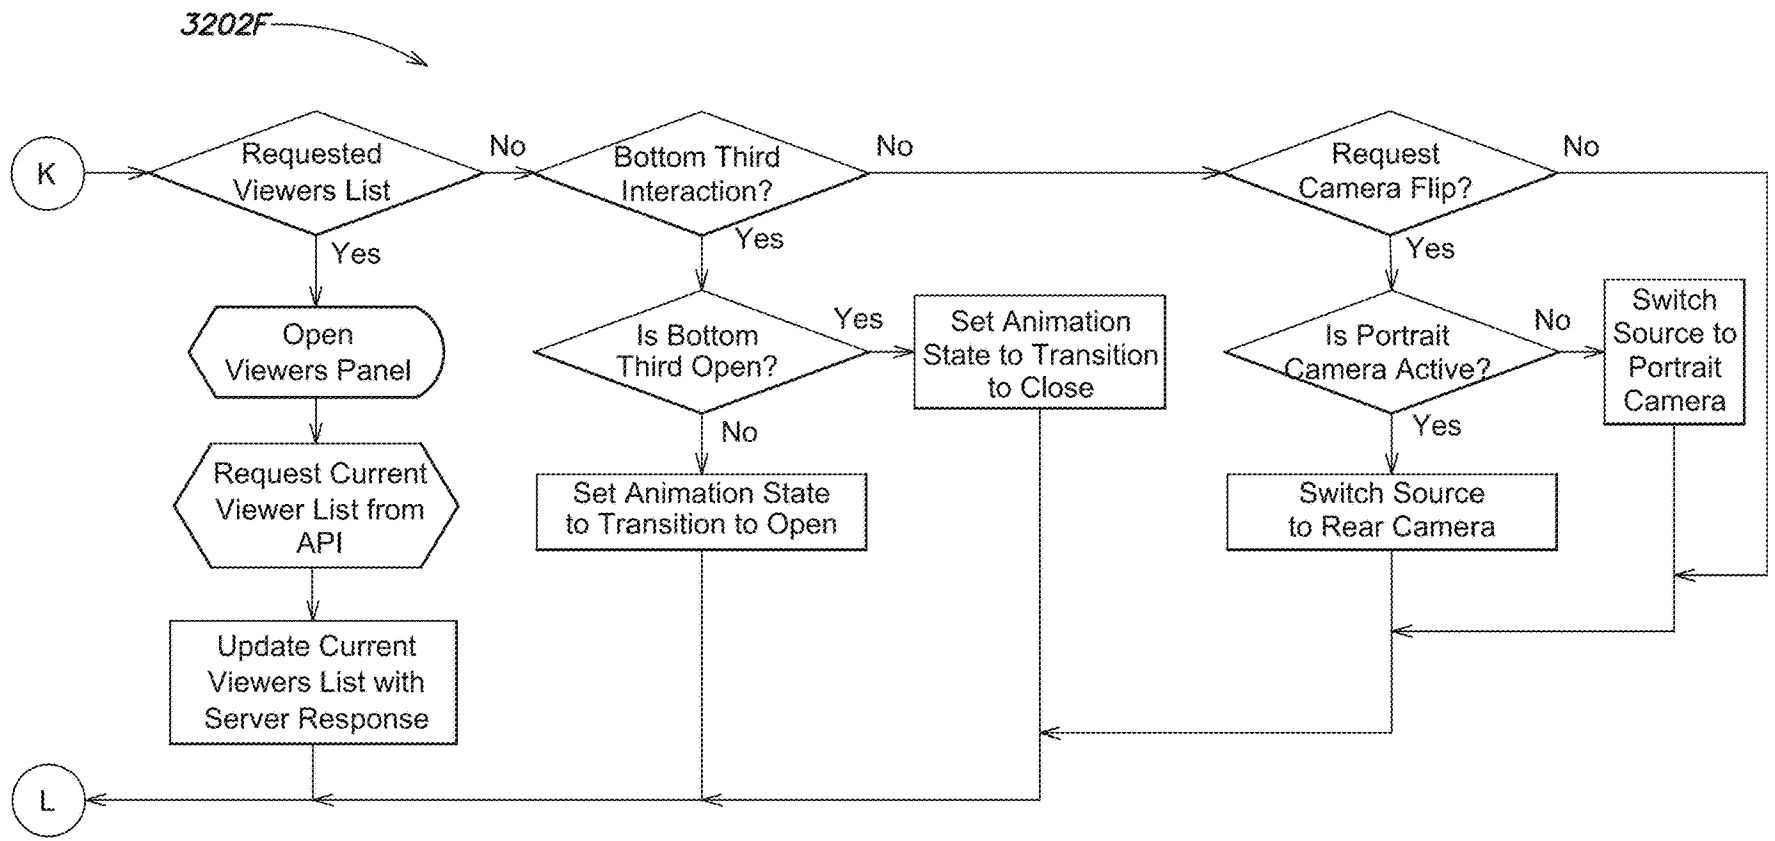 3202F
K
Requested
Viewers List
No
Bottom Third
Interaction?
No
Request
Camera Flip?
No
Yes
Yes
Yes
Open
Viewers Panel
Is Bottom
Third Open?
Yes
Set Animation
State to Transition
to Close
Is Portrait
Camera Active?
No
Switch
Source to
Portrait
Camera
No
Yes
Request Current
Viewer List from
API
Set Animation State
to Transition to Open
Switch Source
to Rear Camera
Update Current
Viewers List with
Server Response
L